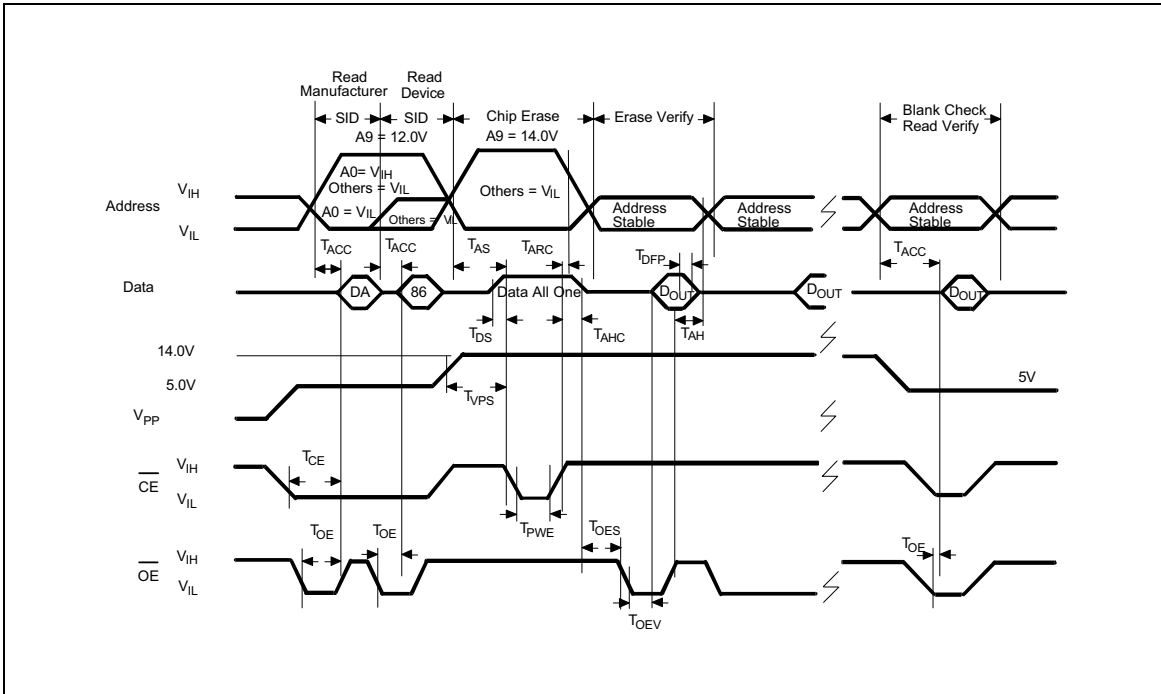 Read
Manufacturer
Read
Device
SID
SID
Chip Erase
Erase Verify
Blank Check
Read Verify
A9 = 12.0V
A9 = 14.0V
A0= VIH
Others = VIL
Others = VIL
A0 = VIL
Others = VIL
Address
VIH
VIL
Address
Stable
Address
Stable
Address
Stable
TACC
TACC
TAS
TARC
TDFP
TACC
Data
DA
86
Data All One
DOUT
DOUT
DOUT
TDS
TAHC
TAH
14.0V
5.0V
VPP
TVPS
5V
CE
VIH
VIL
TCE
TPWE
OE
VIH
VIL
TOE
TOE
TOES
TOE
TOEV